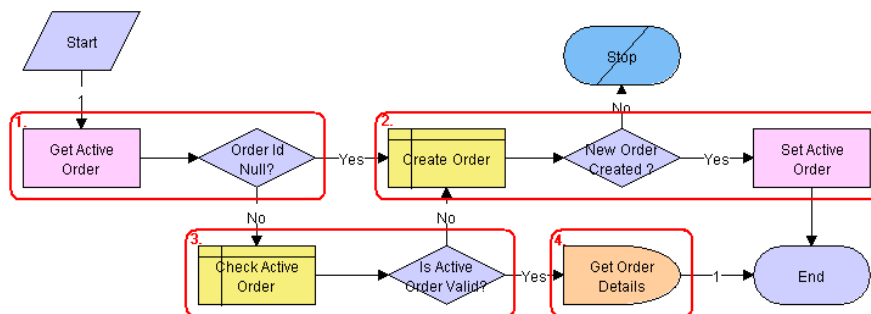 Start
Stop
1
No
1.
2.
Get Active
Order
Order Id
Null?
Yes
Create Order
New Order
Created ?
Yes
Set Active
Order
No
No
3.
4.
Check Active
Order
Is Active
Order Valid?
Yes
Get Order
Details
1
End